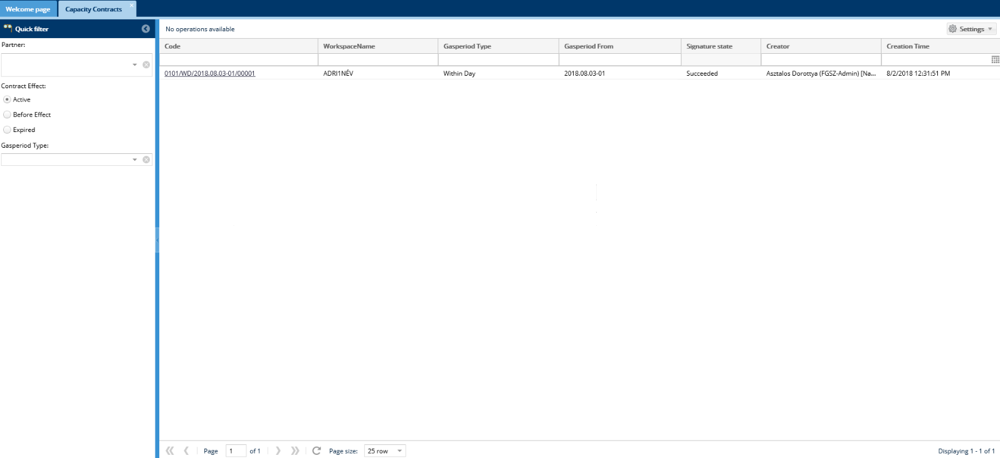 Welcome page
Capacity Contracts
Quick filter
Partner:
Contract Effect:
Active
Before Effect
Expired
Gasperiod Type:
No operations available
Settings
Code WorkspaceName Gasperiod Type Gasperiod From Signature state Creator Creation Time
0101/WD/2018.08.03-01/00001 ADRI1NÉV Within Day 2018.08.03-01 Succeeded Asztalos Dorottya (FGSZ-Admin) [Na... 8/2/2018 12:31:51 PM
Page 1 of 1 Page size: 25 row Displaying 1 - 1 of 1